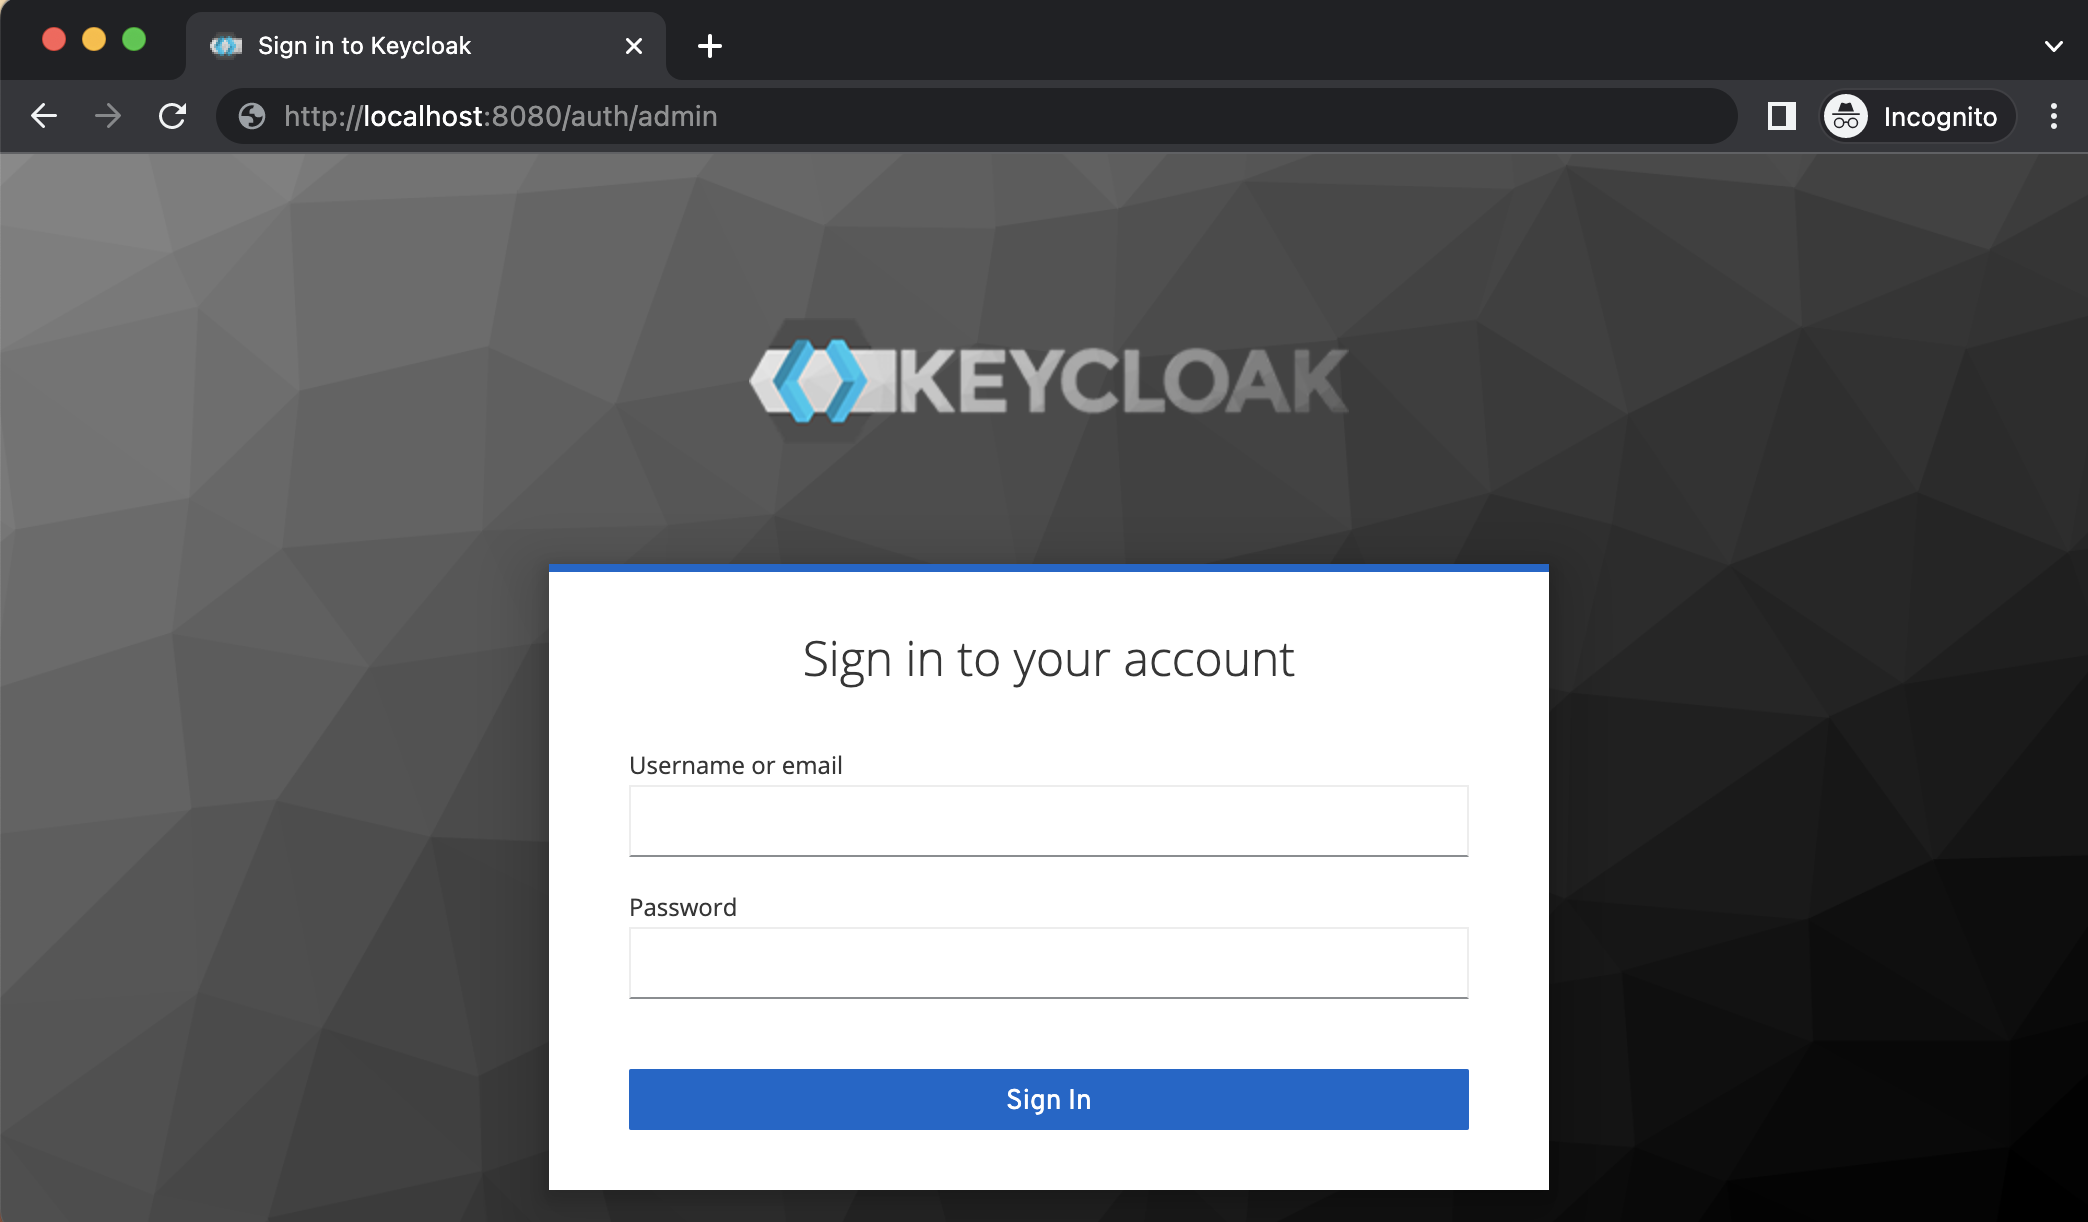 Sign in to Keycloak
http://localhost:8080/auth/admin
Incognito
KEYCLOAK
Sign in to your account
Username or email
Password
Sign In